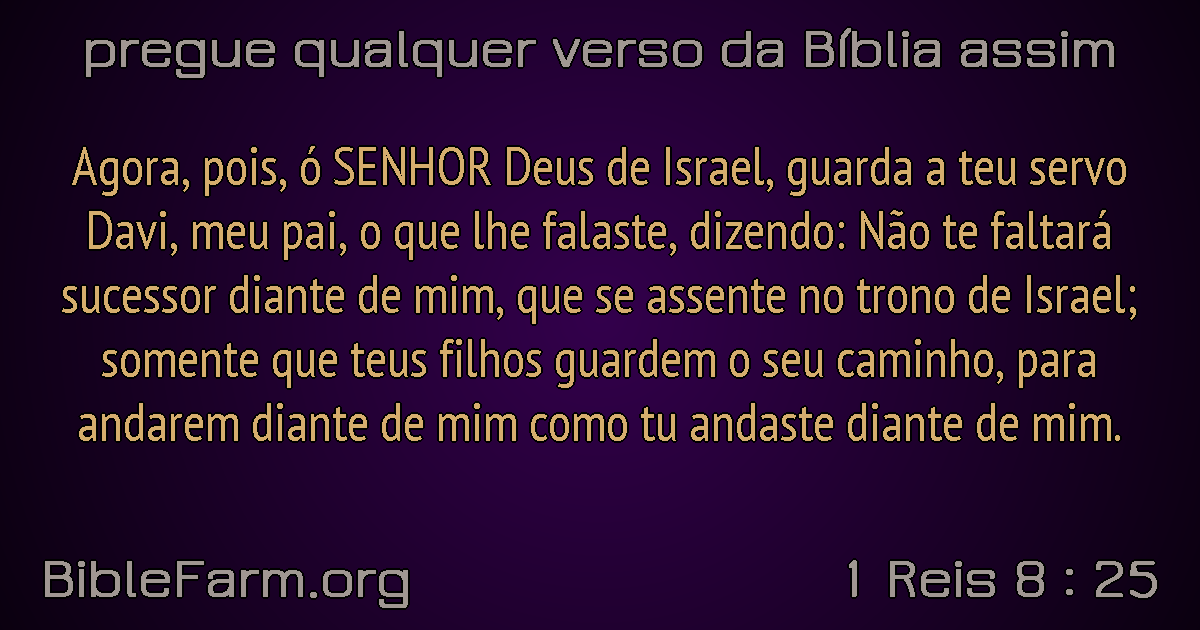 pregue qualquer verso da Bíblia assim
Agora, pois, ó SENHOR Deus de Israel, guarda a teu servo
Davi, meu pai, o que lhe falaste, dizendo: Não te faltará
sucessor diante de mim, que se assente no trono de Israel;
somente que teus filhos guardem o seu caminho, para
andarem diante de mim como tu andaste diante de mim.
BibleFarm.org
1 Reis 8 : 25